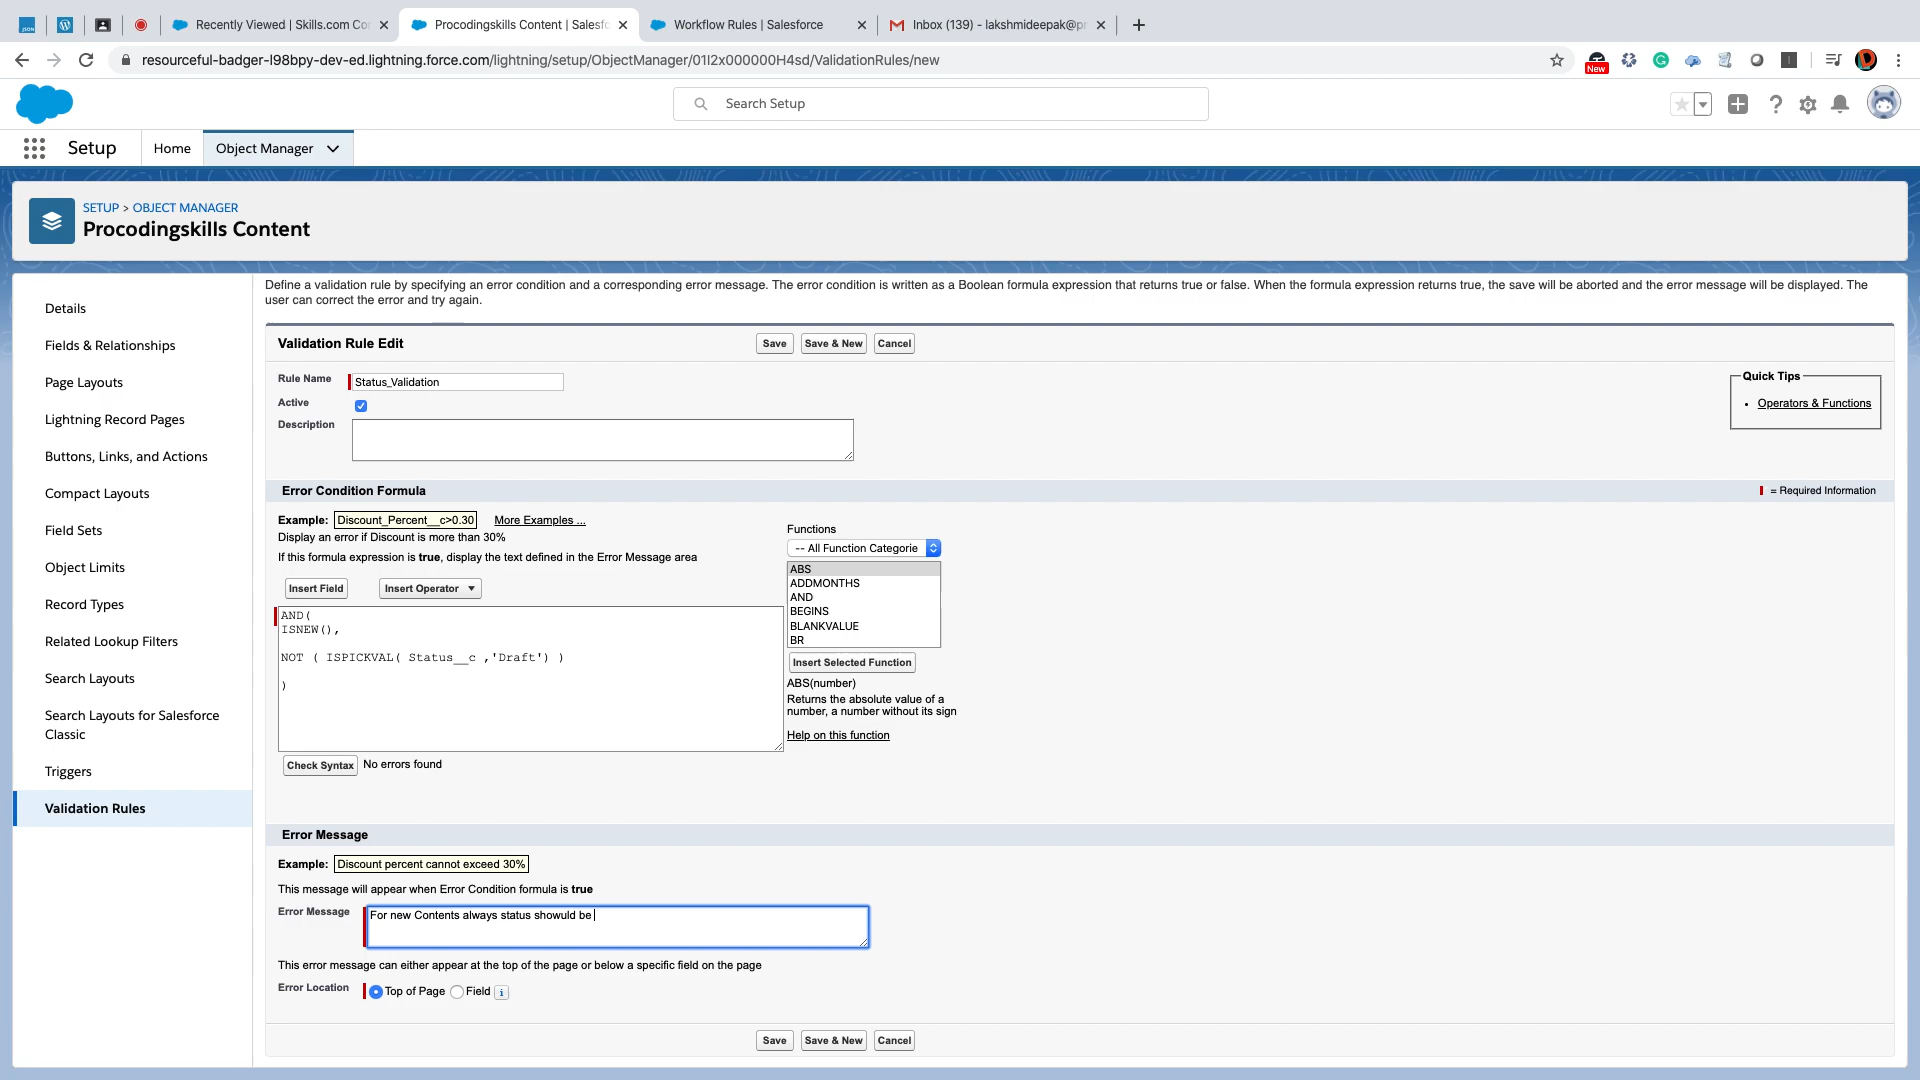 Recently Viewed | Skills.com Co
Procodingskills Content | Salesfo
Workflow Rules | Salesforce
Inbox (139) - lakshmideepak@pr
resourceful-badger-l98bpy-dev-ed.lightning.force.com/lightning/setup/ObjectManager/01I2x000000H4sd/ValidationRules/new
New
Search Setup
Setup
Home
Object Manager
SETUP > OBJECT MANAGER
Procodingskills Content
Details
Fields & Relationships
Page Layouts
Lightning Record Pages
Buttons, Links, and Actions
Compact Layouts
Field Sets
Object Limits
Record Types
Related Lookup Filters
Search Layouts
Search Layouts for Salesforce
Classic
Triggers
Validation Rules
Define a validation rule by specifying an error condition and a corresponding error message. The error condition is written as a Boolean formula expression that returns true or false. When the formula expression returns true, the save will be aborted and the error message will be displayed. The
user can correct the error and try again.
Validation Rule Edit
Save
Save & New
Cancel
Rule Name
Status_Validation
Active
Description
Quick Tips
• Operators & Functions
Error Condition Formula
= Required Information
Example: Discount_Percent__c>0.30 More Examples ...
Display an error if Discount is more than 30%
If this formula expression is true, display the text defined in the Error Message area
Insert Field
Insert Operator
AND(
ISNEW(),
NOT ( ISPICKVAL( Status__c ,'Draft') )
)
Functions
-- All Function Categorie
ABS
ADDMONTHS
AND
BEGINS
BLANKVALUE
BR
Insert Selected Function
ABS(number)
Returns the absolute value of a
number, a number without its sign
Help on this function
Check Syntax No errors found
Error Message
Example: Discount percent cannot exceed 30%
This message will appear when Error Condition formula is true
Error Message
For new Contents always status showuld be
This error message can either appear at the top of the page or below a specific field on the page
Error Location
Top of Page Field i
Save
Save & New
Cancel